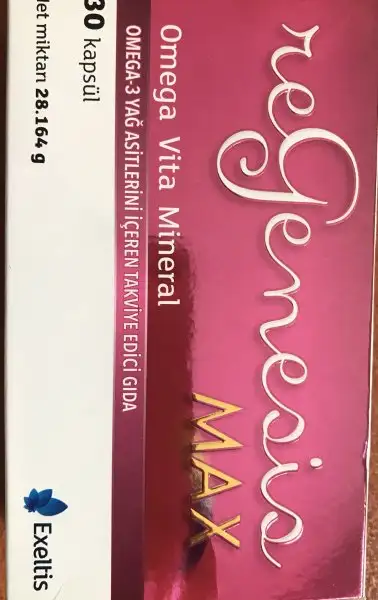 reGenesis
MAX
Omega Vita Mineral
OMEGA-3 YAĞ ASİTLERİNİ İÇEREN TAKVİYE EDİCİ GIDA
30 kapsül
let miktarı 28.164 g
Exeltis